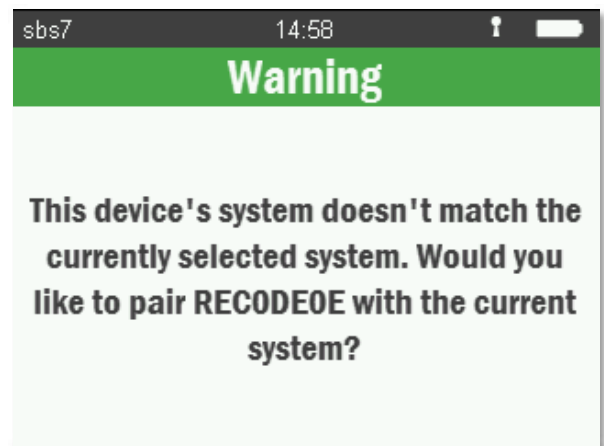 sbs7 14:58
Warning
This device's system doesn't match the
currently selected system. Would you
like to pair REC0DE0E with the current
system?